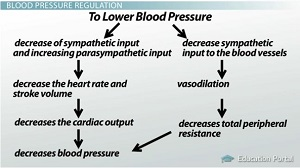 BLOOD PRESSURE REGULATION
To Lower Blood Pressure
decrease of sympathetic input
and increasing parasympathetic input
decrease sympathetic
input to the blood vessels
decrease the heart rate and
stroke volume
vasodilation
decreases the cardiac output
decreases total peripheral
resistance
decreases blood pressure
Education Portal